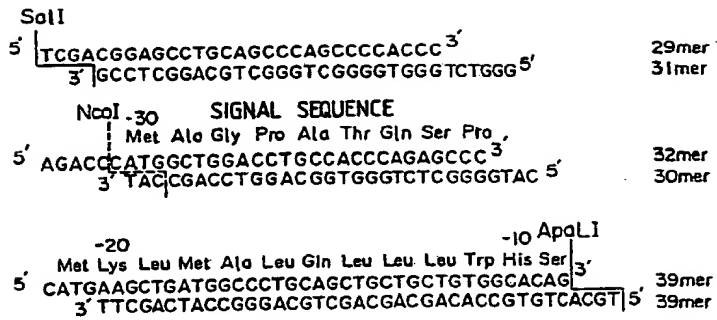 SalI
5' TCGACGGAGCCTGCAGCCCAGCCCCACCC 3' 29mer
3' GCCTCGGACGTCGGGTCGGGGTGGGTCTGGG 5' 31mer
NcoI -30 SIGNAL SEQUENCE
Met Ala Gly Pro Ala Thr Gln Ser Pro
5' AGACCCATGGCTGGACCTGCCACCCAGAGCCC 3' 32mer
3' TACCGACCTGGACGGTGGGTCTCGGGGTAC 5' 30mer
-20 -10 ApaLI
Met Lys Leu Met Ala Leu Gln Leu Leu Leu Trp His Ser
5' CATGAAGCTGATGGCCCTGCAGCTGCTGCTGTGGCACAG 3' 39mer
3' TTCGACTACCGGGACGTCGACGACGACACCGTGTCACGT 5' 39mer